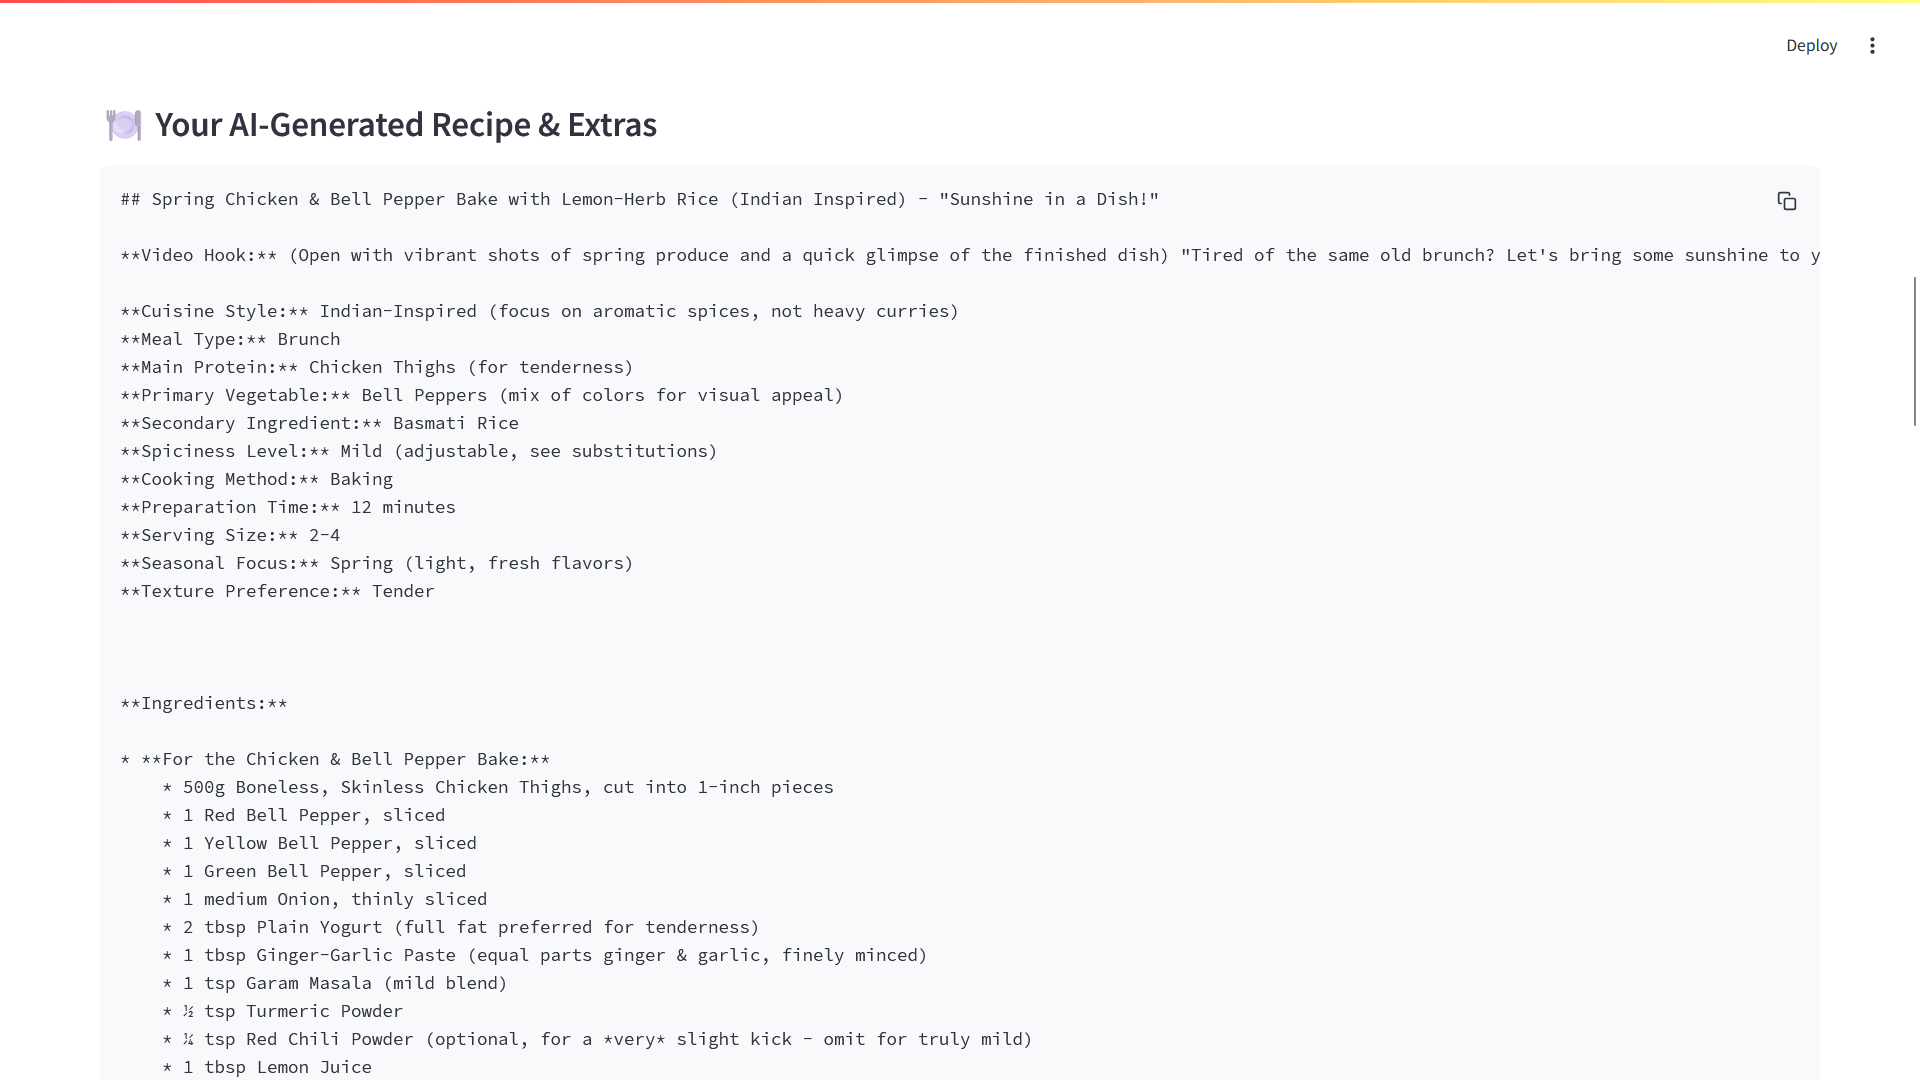 Deploy
Your AI-Generated Recipe & Extras
## Spring Chicken & Bell Pepper Bake with Lemon-Herb Rice (Indian Inspired) - "Sunshine in a Dish!"
**Video Hook:** (Open with vibrant shots of spring produce and a quick glimpse of the finished dish) "Tired of the same old brunch? Let's bring some sunshine to y
**Cuisine Style:** Indian-Inspired (focus on aromatic spices, not heavy curries)
**Meal Type:** Brunch
**Main Protein:** Chicken Thighs (for tenderness)
**Primary Vegetable:** Bell Peppers (mix of colors for visual appeal)
**Secondary Ingredient:** Basmati Rice
**Spiciness Level:** Mild (adjustable, see substitutions)
**Cooking Method:** Baking
**Preparation Time:** 12 minutes
**Serving Size:** 2-4
**Seasonal Focus:** Spring (light, fresh flavors)
**Texture Preference:** Tender
**Ingredients:**
* **For the Chicken & Bell Pepper Bake:**
    * 500g Boneless, Skinless Chicken Thighs, cut into 1-inch pieces
    * 1 Red Bell Pepper, sliced
    * 1 Yellow Bell Pepper, sliced
    * 1 Green Bell Pepper, sliced
    * 1 medium Onion, thinly sliced
    * 2 tbsp Plain Yogurt (full fat preferred for tenderness)
    * 1 tbsp Ginger-Garlic Paste (equal parts ginger & garlic, finely minced)
    * 1 tsp Garam Masala (mild blend)
    * ½ tsp Turmeric Powder
    * ¼ tsp Red Chili Powder (optional, for a *very* slight kick - omit for truly mild)
    * 1 tbsp Lemon Juice